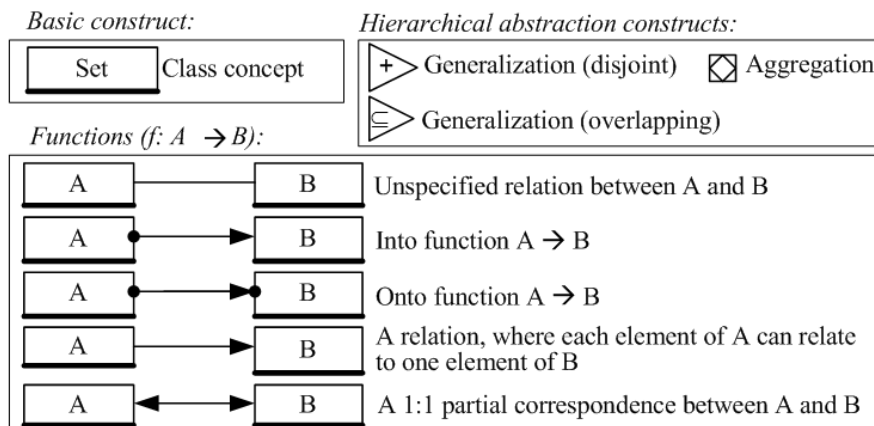 Basic construct:
Set Class concept
Hierarchical abstraction constructs:
+ Generalization (disjoint) Aggregation
⊆ Generalization (overlapping)
Functions (f: A → B):
A B Unspecified relation between A and B
A B Into function A → B
A B Onto function A → B
A B A relation, where each element of A can relate
to one element of B
A B A 1:1 partial correspondence between A and B